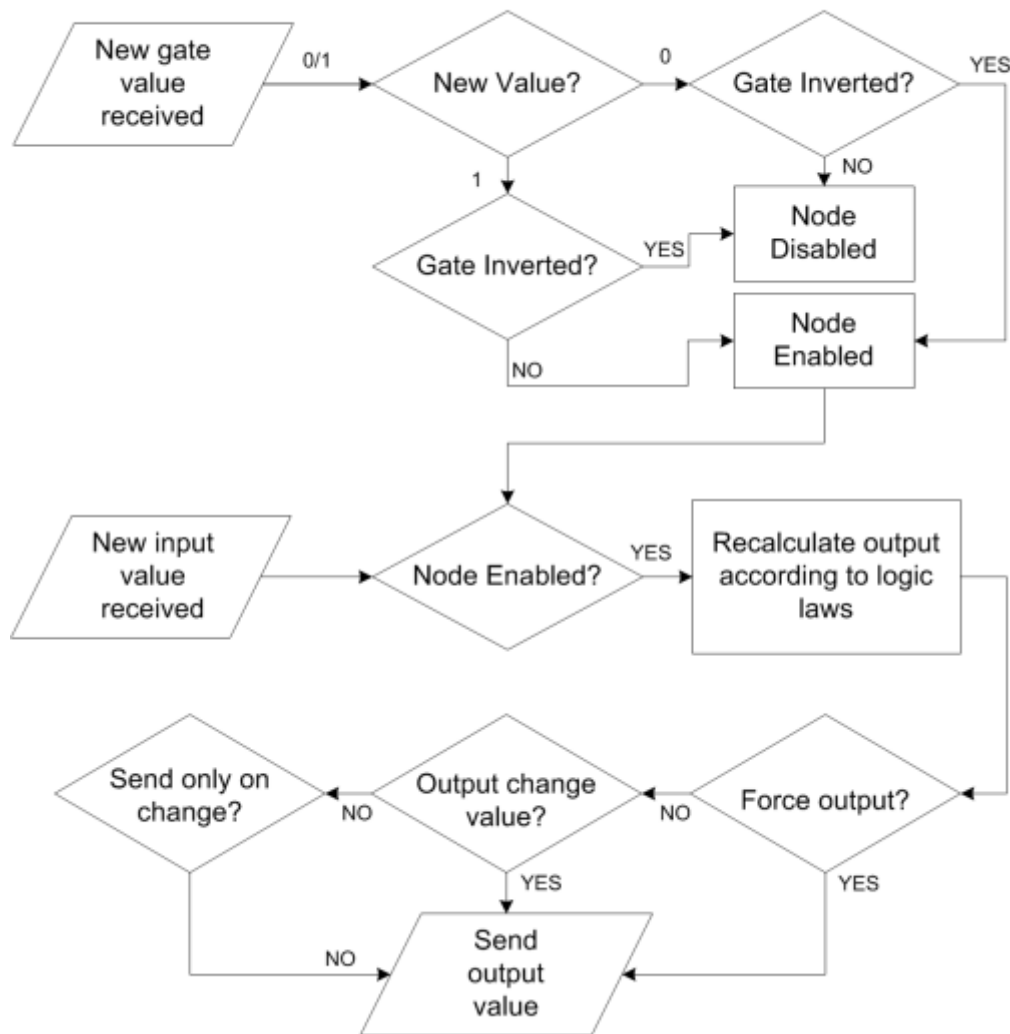 New gate
value
received
0/1
New Value?
0
Gate Inverted?
YES
1
NO
Gate Inverted?
YES
Node
Disabled
NO
Node
Enabled
New input
value
received
Node Enabled?
YES
Recalculate output
according to logic
laws
Send only on
change?
NO
Output change
value?
NO
Force output?
YES
YES
NO
Send
output
value